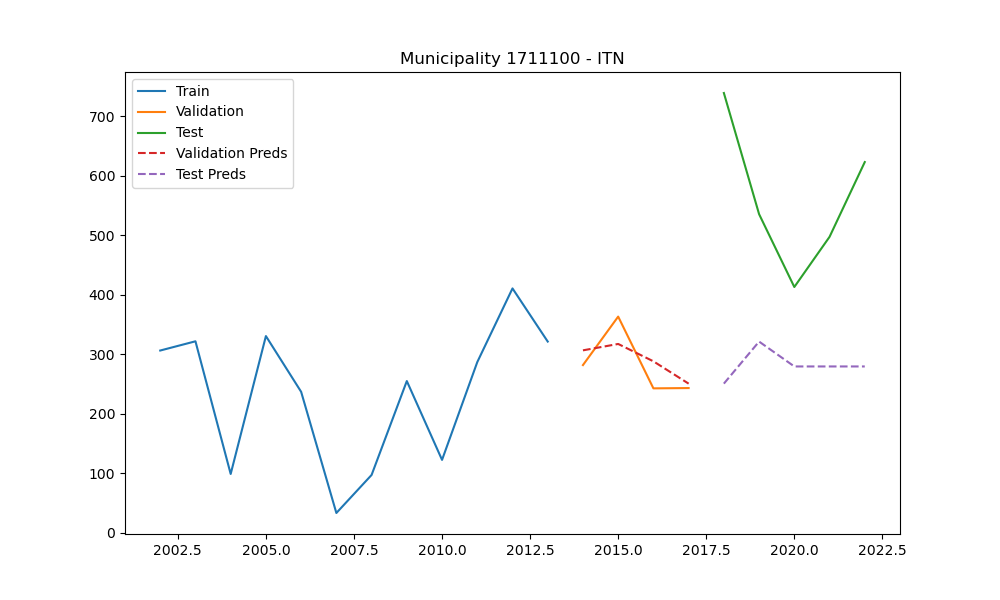 Municipality 1711100 - ITN
Train
Validation
Test
Validation Preds
Test Preds
700
600
500
400
300
200
100
0
2002.5 2005.0 2007.5 2010.0 2012.5 2015.0 2017.5 2020.0 2022.5